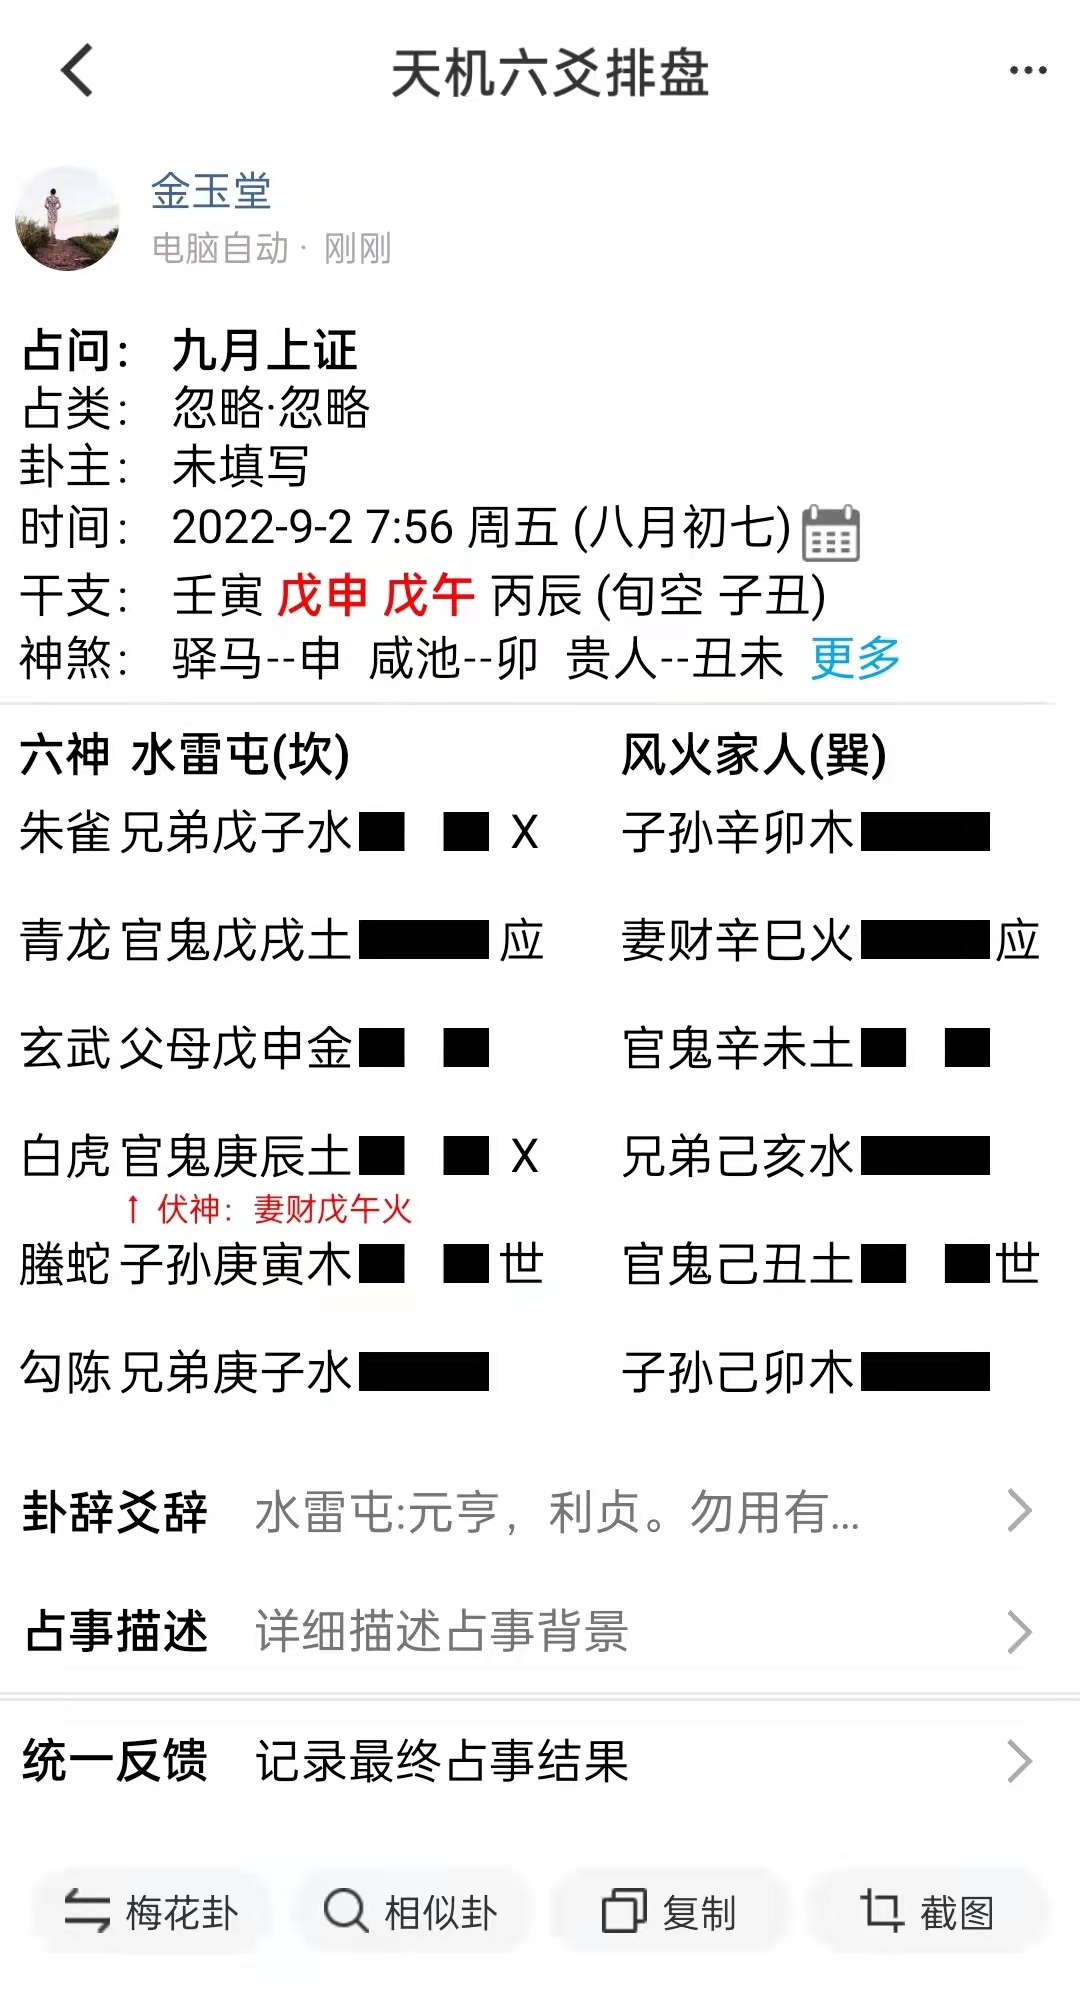 天机六爻排盘
金玉堂
电脑自动· 刚刚
占问： 九月上证
占类： 忽略·忽略
卦主： 未填写
时间： 2022-9-2 7:56 周五 (八月初七)
干支： 壬寅 戊申 戊午 丙辰 (旬空 子丑)
神煞： 驿马--申 咸池--卯 贵人--丑未 更多
六神 水雷屯(坎) 风火家人(巽)
朱雀 兄弟戊子水 X 子孙辛卯木
青龙 官鬼戊戌土 应 妻财辛巳火 应
玄武 父母戊申金 官鬼辛未土
白虎 官鬼庚辰土 X 兄弟己亥水
↑ 伏神：妻财戊午火
螣蛇 子孙庚寅木 世 官鬼己丑土 世
勾陈 兄弟庚子水 子孙己卯木
卦辞爻辞 水雷屯:元亨，利贞。勿用有...
占事描述 详细描述占事背景
统一反馈 记录最终占事结果
梅花卦 相似卦 复制 截图